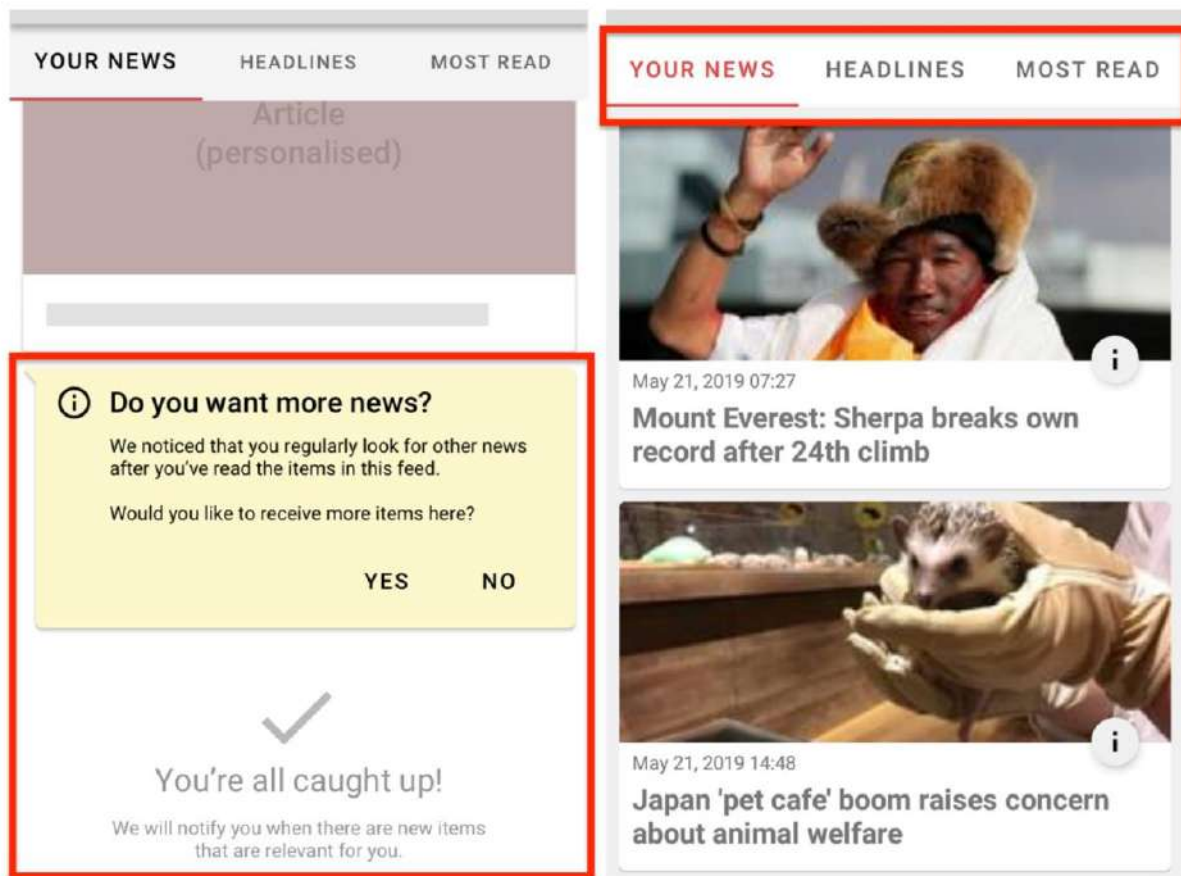 YOUR NEWS
HEADLINES
MOST READ
Article
(personalised)
Do you want more news?
We noticed that you regularly look for other news
after you've read the items in this feed.
Would you like to receive more items here?
YES
NO
You're all caught up!
We will notify you when there are new items
that are relevant for you.
YOUR NEWS
HEADLINES
MOST READ
i
May 21, 2019 07:27
Mount Everest: Sherpa breaks own
record after 24th climb
i
May 21, 2019 14:48
Japan 'pet cafe' boom raises concern
about animal welfare